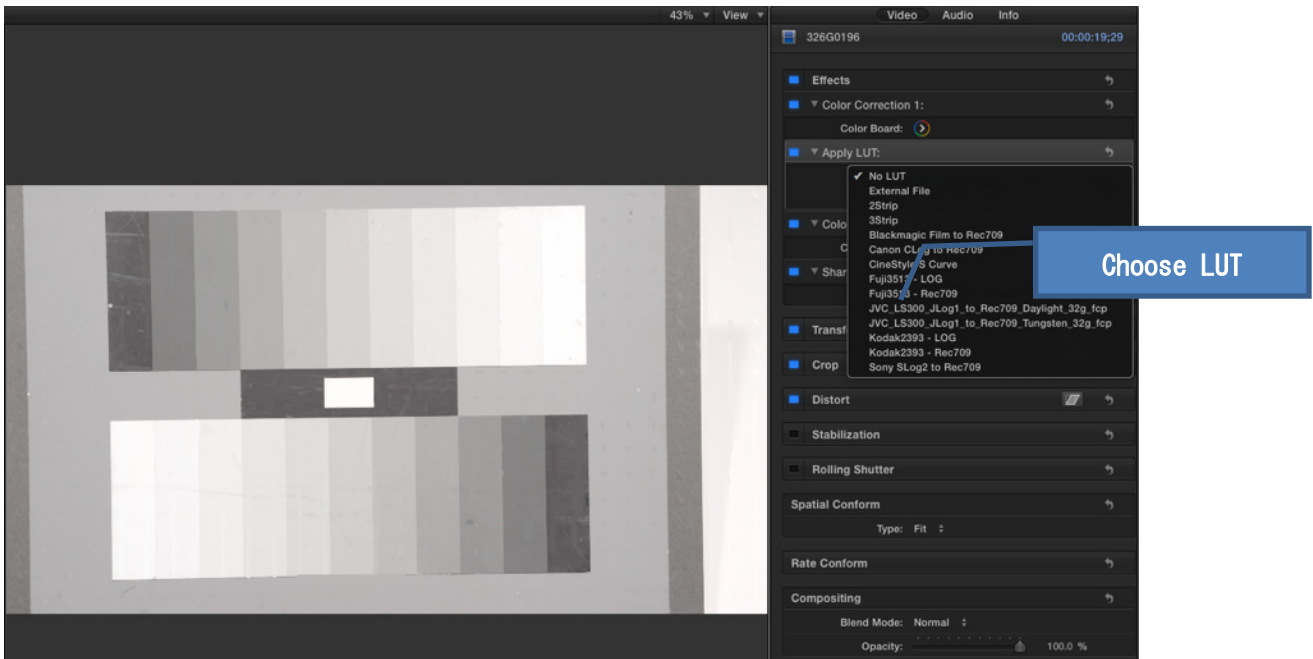 43% View
Video Audio Info
326G0196 00:00:19;29
Effects
Color Correction 1:
Color Board:
Apply LUT:
No LUT
External File
2Strip
3Strip
Colo
Blackmagic Film to Rec709
C
Canon CLog to Rec709
Choose LUT
CineStyle S Curve
Shar
Fuji3513 - LOG
Fuji3513 - Rec709
JVC_LS300_JLog1_to_Rec709_Daylight_32g_fcp
JVC_LS300_JLog1_to_Rec709_Tungsten_32g_fcp
Transf
Kodak2393 - LOG
Kodak2393 - Rec709
Crop
Sony SLog2 to Rec709
Distort
Stabilization
Rolling Shutter
Spatial Conform
Type: Fit
Rate Conform
Compositing
Blend Mode: Normal
Opacity: 100.0 %